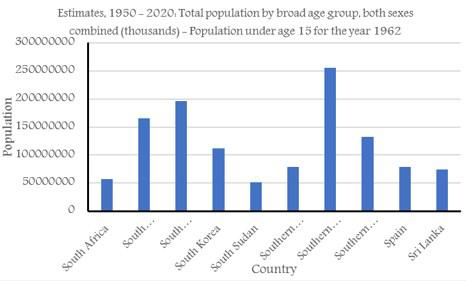 Estimates, 1950 - 2020: Total population by broad age group, both sexes
combined (thousands) - Population under age 15 for the year 1962
Population
300000000
250000000
200000000
150000000
100000000
50000000
0
South Africa
South…
South…
South Korea
South Sudan
Southern…
Southern…
Southern…
Spain
Sri Lanka
Country